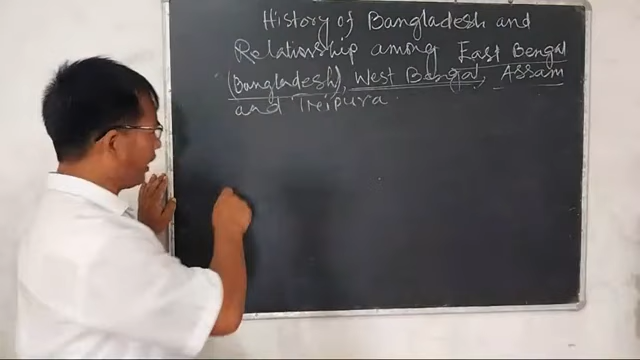 History of Bangladesh and
Relationship among East Bengal
(Bangladesh), West Bengal, Assam
and Tripura.